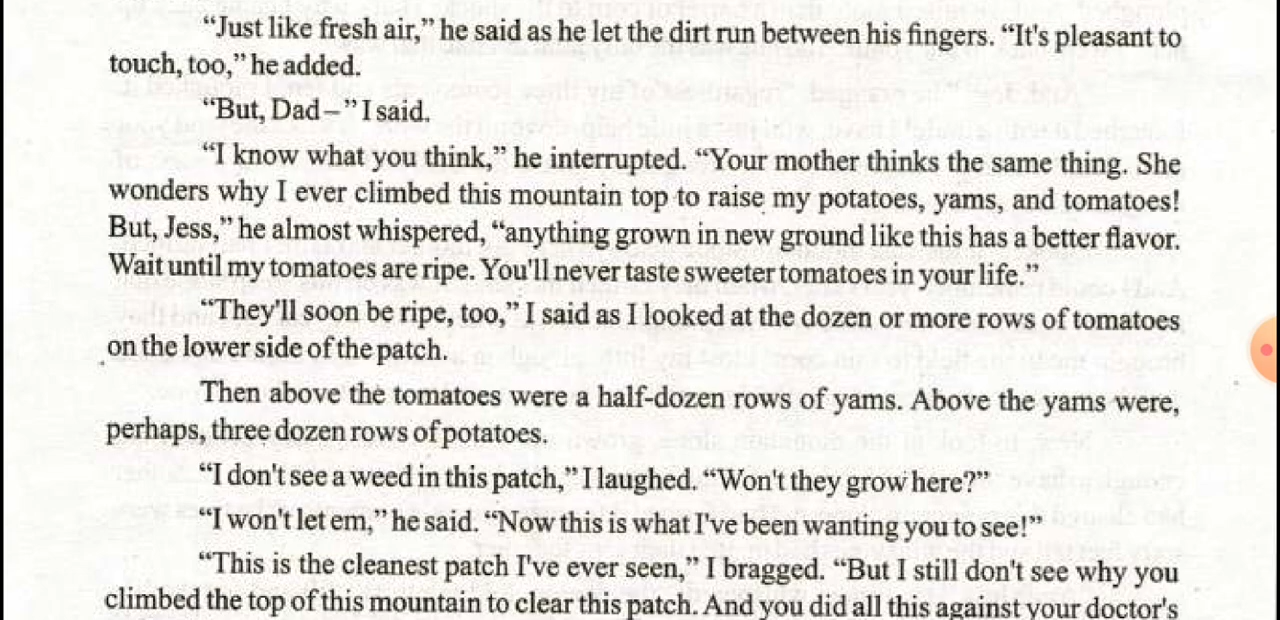 “Just like fresh air,” he said as he let the dirt run between his fingers. “It's pleasant to
touch, too,” he added.
“But, Dad – ” I said.
“I know what you think,” he interrupted. “Your mother thinks the same thing. She
wonders why I ever climbed this mountain top to raise my potatoes, yams, and tomatoes!
But, Jess,” he almost whispered, “anything grown in new ground like this has a better flavor.
Wait until my tomatoes are ripe. You'll never taste sweeter tomatoes in your life.”
“They'll soon be ripe, too,” I said as I looked at the dozen or more rows of tomatoes
on the lower side of the patch.
Then above the tomatoes were a half-dozen rows of yams. Above the yams were,
perhaps, three dozen rows of potatoes.
“I don't see a weed in this patch,” I laughed. “Won't they grow here?”
“I won't let em,” he said. “Now this is what I've been wanting you to see!”
“This is the cleanest patch I've ever seen,” I bragged. “But I still don't see why you
climbed the top of this mountain to clear this patch. And you did all this against your doctor's